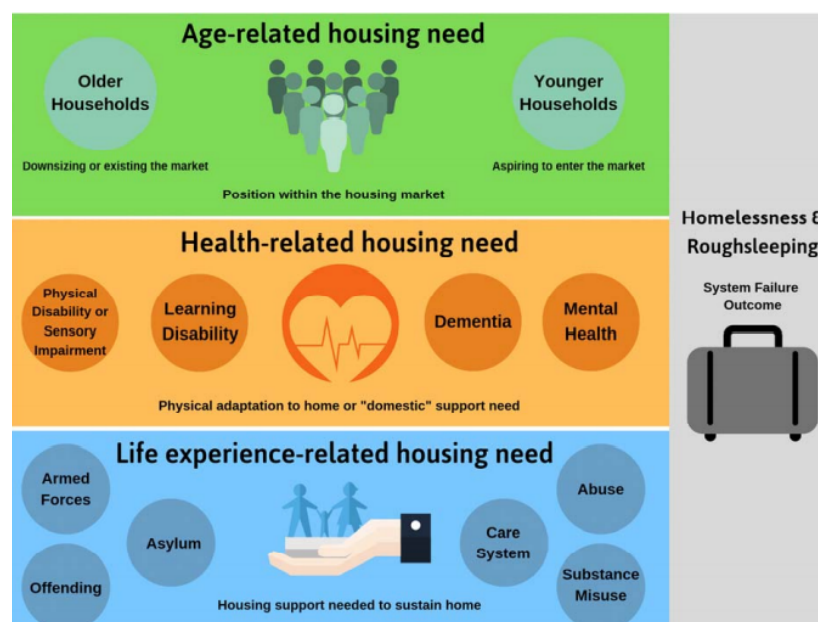 Age-related housing need
Older
Households
Younger
Households
Downsizing or existing the market
Aspiring to enter the market
Position within the housing market
Health-related housing need
Physical
Disability or
Sensory
Impairment
Learning
Disability
Dementia
Mental
Health
Physical adaptation to home or "domestic" support need
Life experience-related housing need
Armed
Forces
Asylum
Offending
Care
System
Abuse
Substance
Misuse
Housing support needed to sustain home
Homelessness &
Roughsleeping
System Failure
Outcome